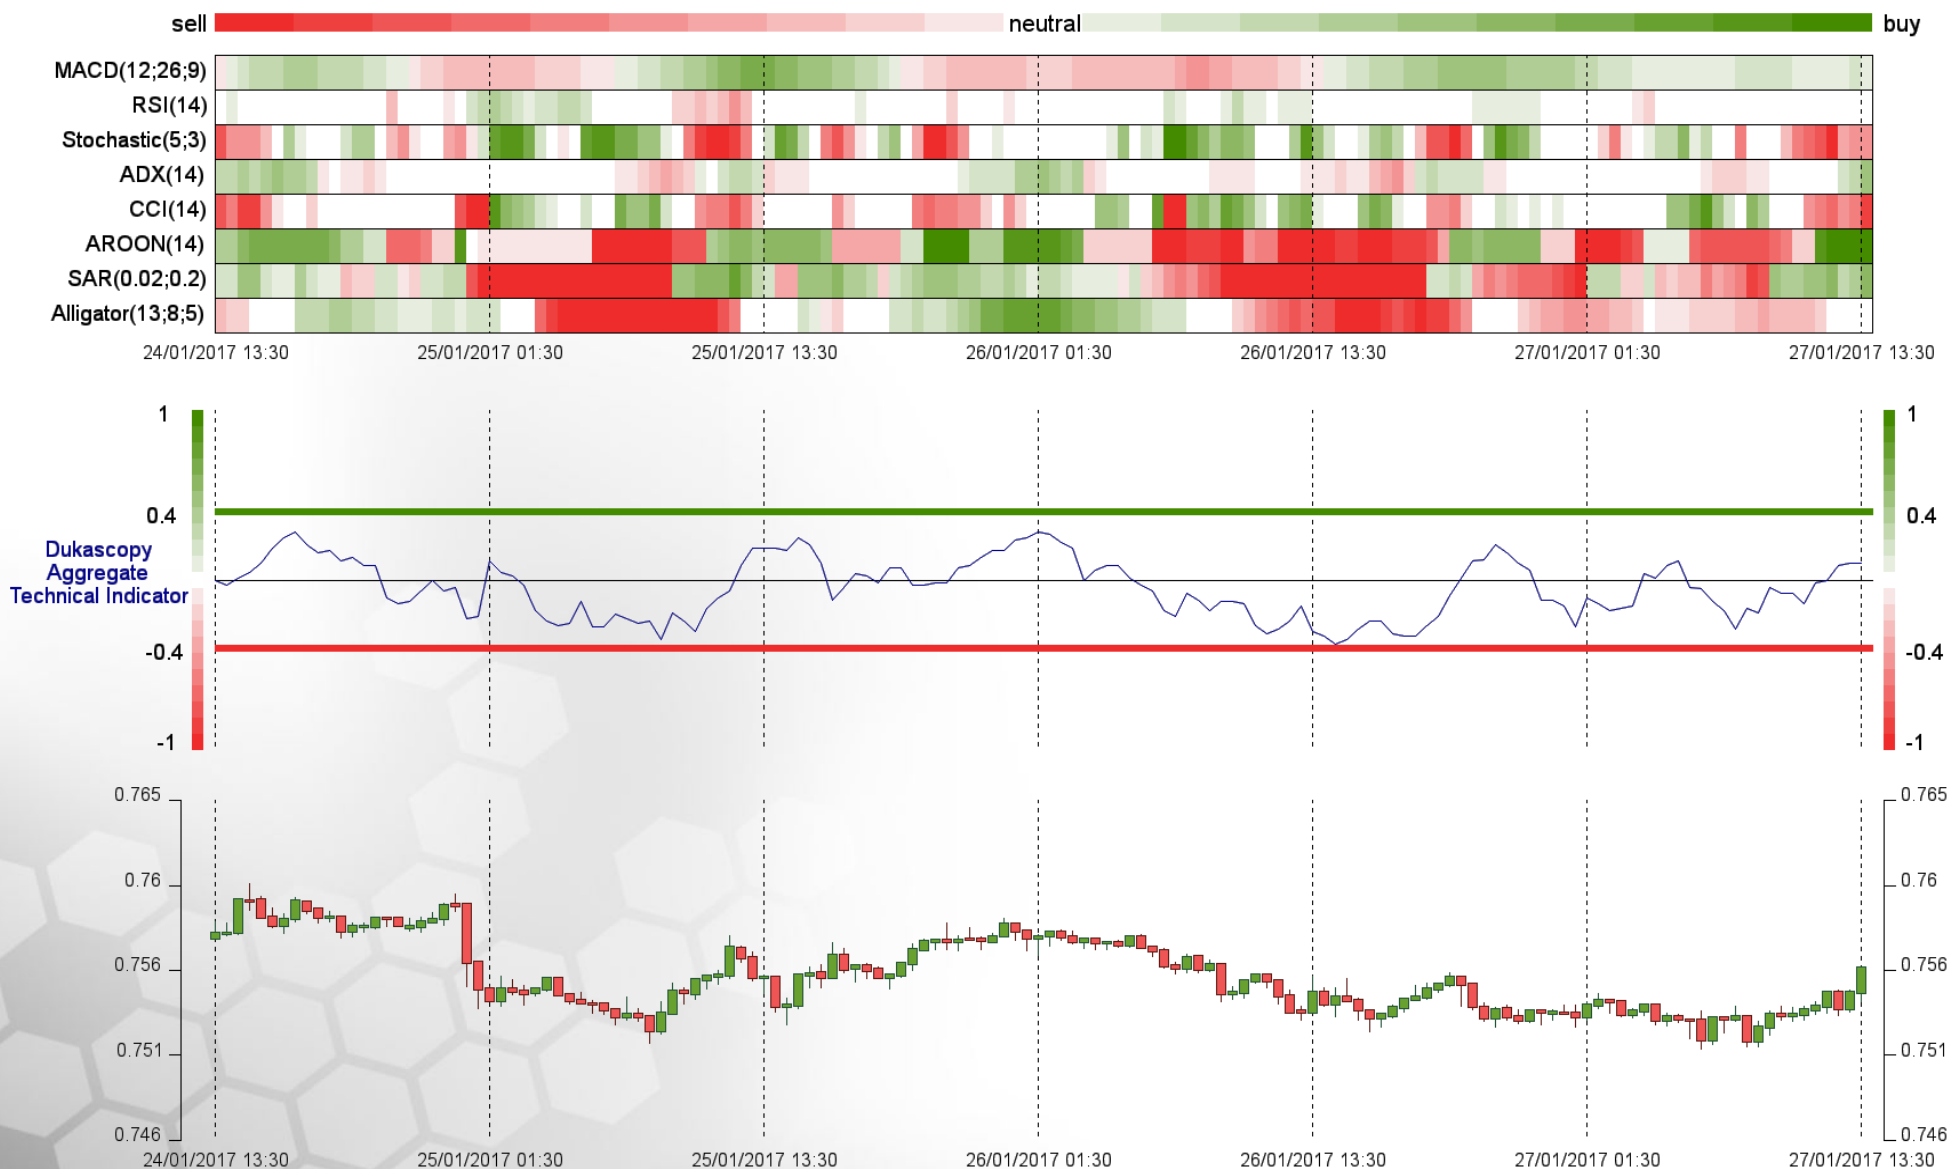 sell neutral buy
MACD(12;26;9)
RSI(14)
Stochastic(5;3)
ADX(14)
CCI(14)
AROON(14)
SAR(0.02;0.2)
Alligator(13;8;5)
24/01/2017 13:30 25/01/2017 01:30 25/01/2017 13:30 26/01/2017 01:30 26/01/2017 13:30 27/01/2017 01:30 27/01/2017 13:30
1 1
0.4 0.4
Dukascopy
Aggregate
Technical Indicator
-0.4 -0.4
-1 -1
0.765 0.765
0.76 0.76
0.756 0.756
0.751 0.751
0.746 0.746
24/01/2017 13:30 25/01/2017 01:30 25/01/2017 13:30 26/01/2017 01:30 26/01/2017 13:30 27/01/2017 01:30 27/01/2017 13:30